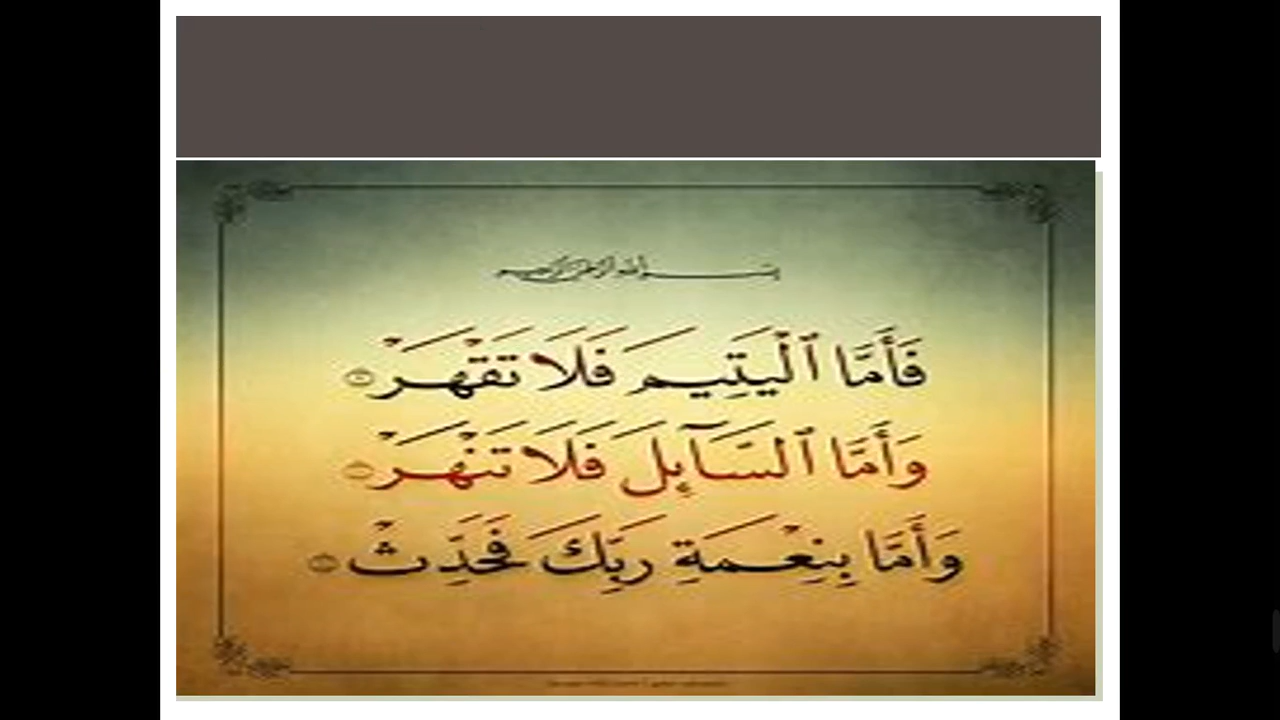 بسم الله الرحمن الرحيم
فَأَمَّا ٱلْيَتِيمَ فَلَا تَقْهَرْ
وَأَمَّا ٱلسَّآئِلَ فَلَا تَنْهَرْ
وَأَمَّا بِنِعْمَةِ رَبِّكَ فَحَدِّثْ